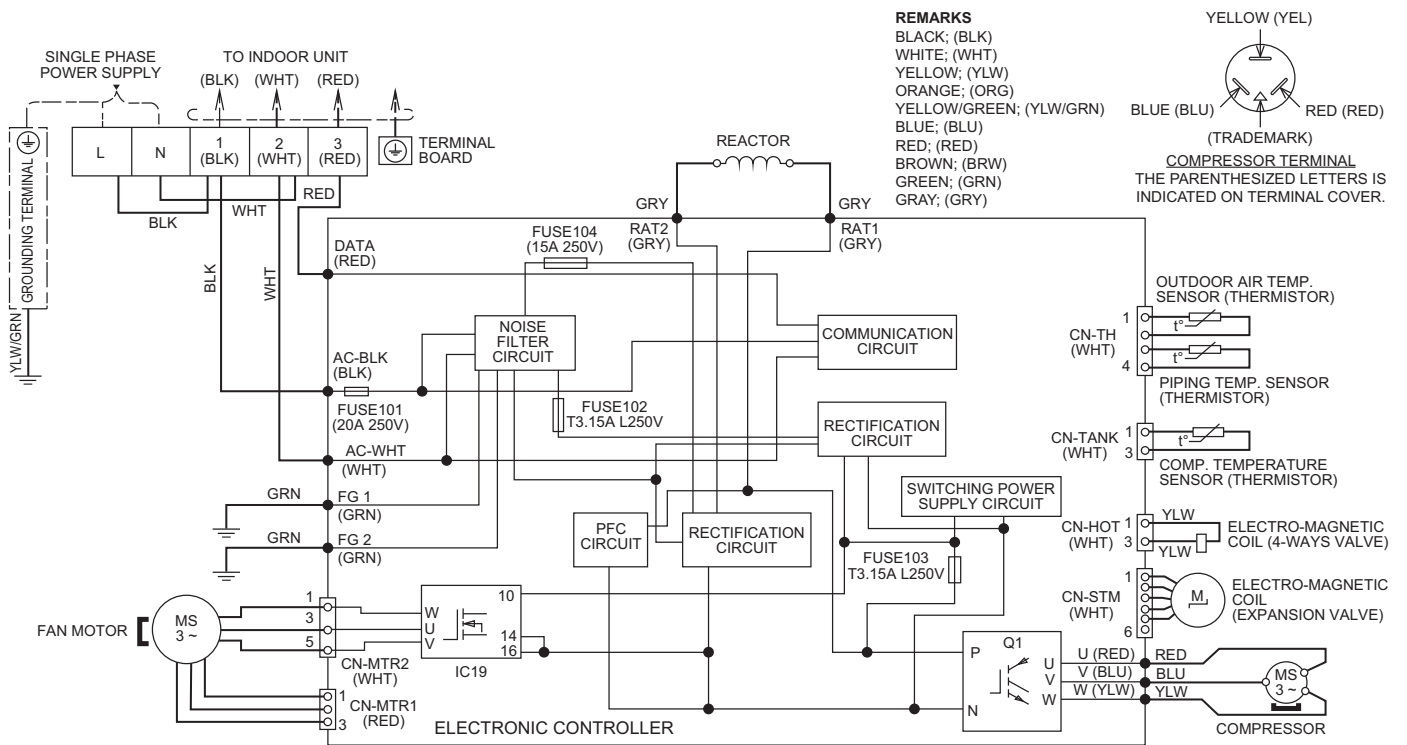 REMARKS
BLACK; (BLK)
WHITE; (WHT)
YELLOW; (YLW)
ORANGE; (ORG)
YELLOW/GREEN; (YLW/GRN)
BLUE; (BLU)
RED; (RED)
BROWN; (BRW)
GREEN; (GRN)
GRAY; (GRY)
YELLOW (YEL)
BLUE (BLU)
RED (RED)
(TRADEMARK)
COMPRESSOR TERMINAL
THE PARENTHESIZED LETTERS IS
INDICATED ON TERMINAL COVER.
SINGLE PHASE
POWER SUPPLY
TO INDOOR UNIT
(BLK)
(WHT)
(RED)
L
N
1
(BLK)
2
(WHT)
3
(RED)
TERMINAL
BOARD
GROUNDING TERMINAL
YLW/GRN
BLK
WHT
RED
BLK
WHT
REACTOR
GRY
GRY
RAT2
(GRY)
RAT1
(GRY)
DATA
(RED)
FUSE104
(15A 250V)
NOISE
FILTER
CIRCUIT
COMMUNICATION
CIRCUIT
AC-BLK
(BLK)
FUSE101
(20A 250V)
FUSE102
T3.15A L250V
RECTIFICATION
CIRCUIT
AC-WHT
(WHT)
GRN
FG 1
(GRN)
GRN
FG 2
(GRN)
PFC
CIRCUIT
RECTIFICATION
CIRCUIT
SWITCHING POWER
SUPPLY CIRCUIT
FUSE103
T3.15A L250V
OUTDOOR AIR TEMP.
SENSOR (THERMISTOR)
1
t°
CN-TH
(WHT)
t°
4
PIPING TEMP. SENSOR
(THERMISTOR)
CN-TANK
(WHT)
1
3
t°
COMP. TEMPERATURE
SENSOR (THERMISTOR)
CN-HOT
(WHT)
1
3
YLW
YLW
ELECTRO-MAGNETIC
COIL (4-WAYS VALVE)
CN-STM
(WHT)
1
6
M
ELECTRO-MAGNETIC
COIL
(EXPANSION VALVE)
FAN MOTOR
MS
3 ~
1
3
5
CN-MTR2
(WHT)
W
U
V
10
14
16
IC19
1
3
CN-MTR1
(RED)
ELECTRONIC CONTROLLER
Q1
P
N
U
V
W
U (RED)
V (BLU)
W (YLW)
RED
BLU
YLW
MS
3 ~
COMPRESSOR